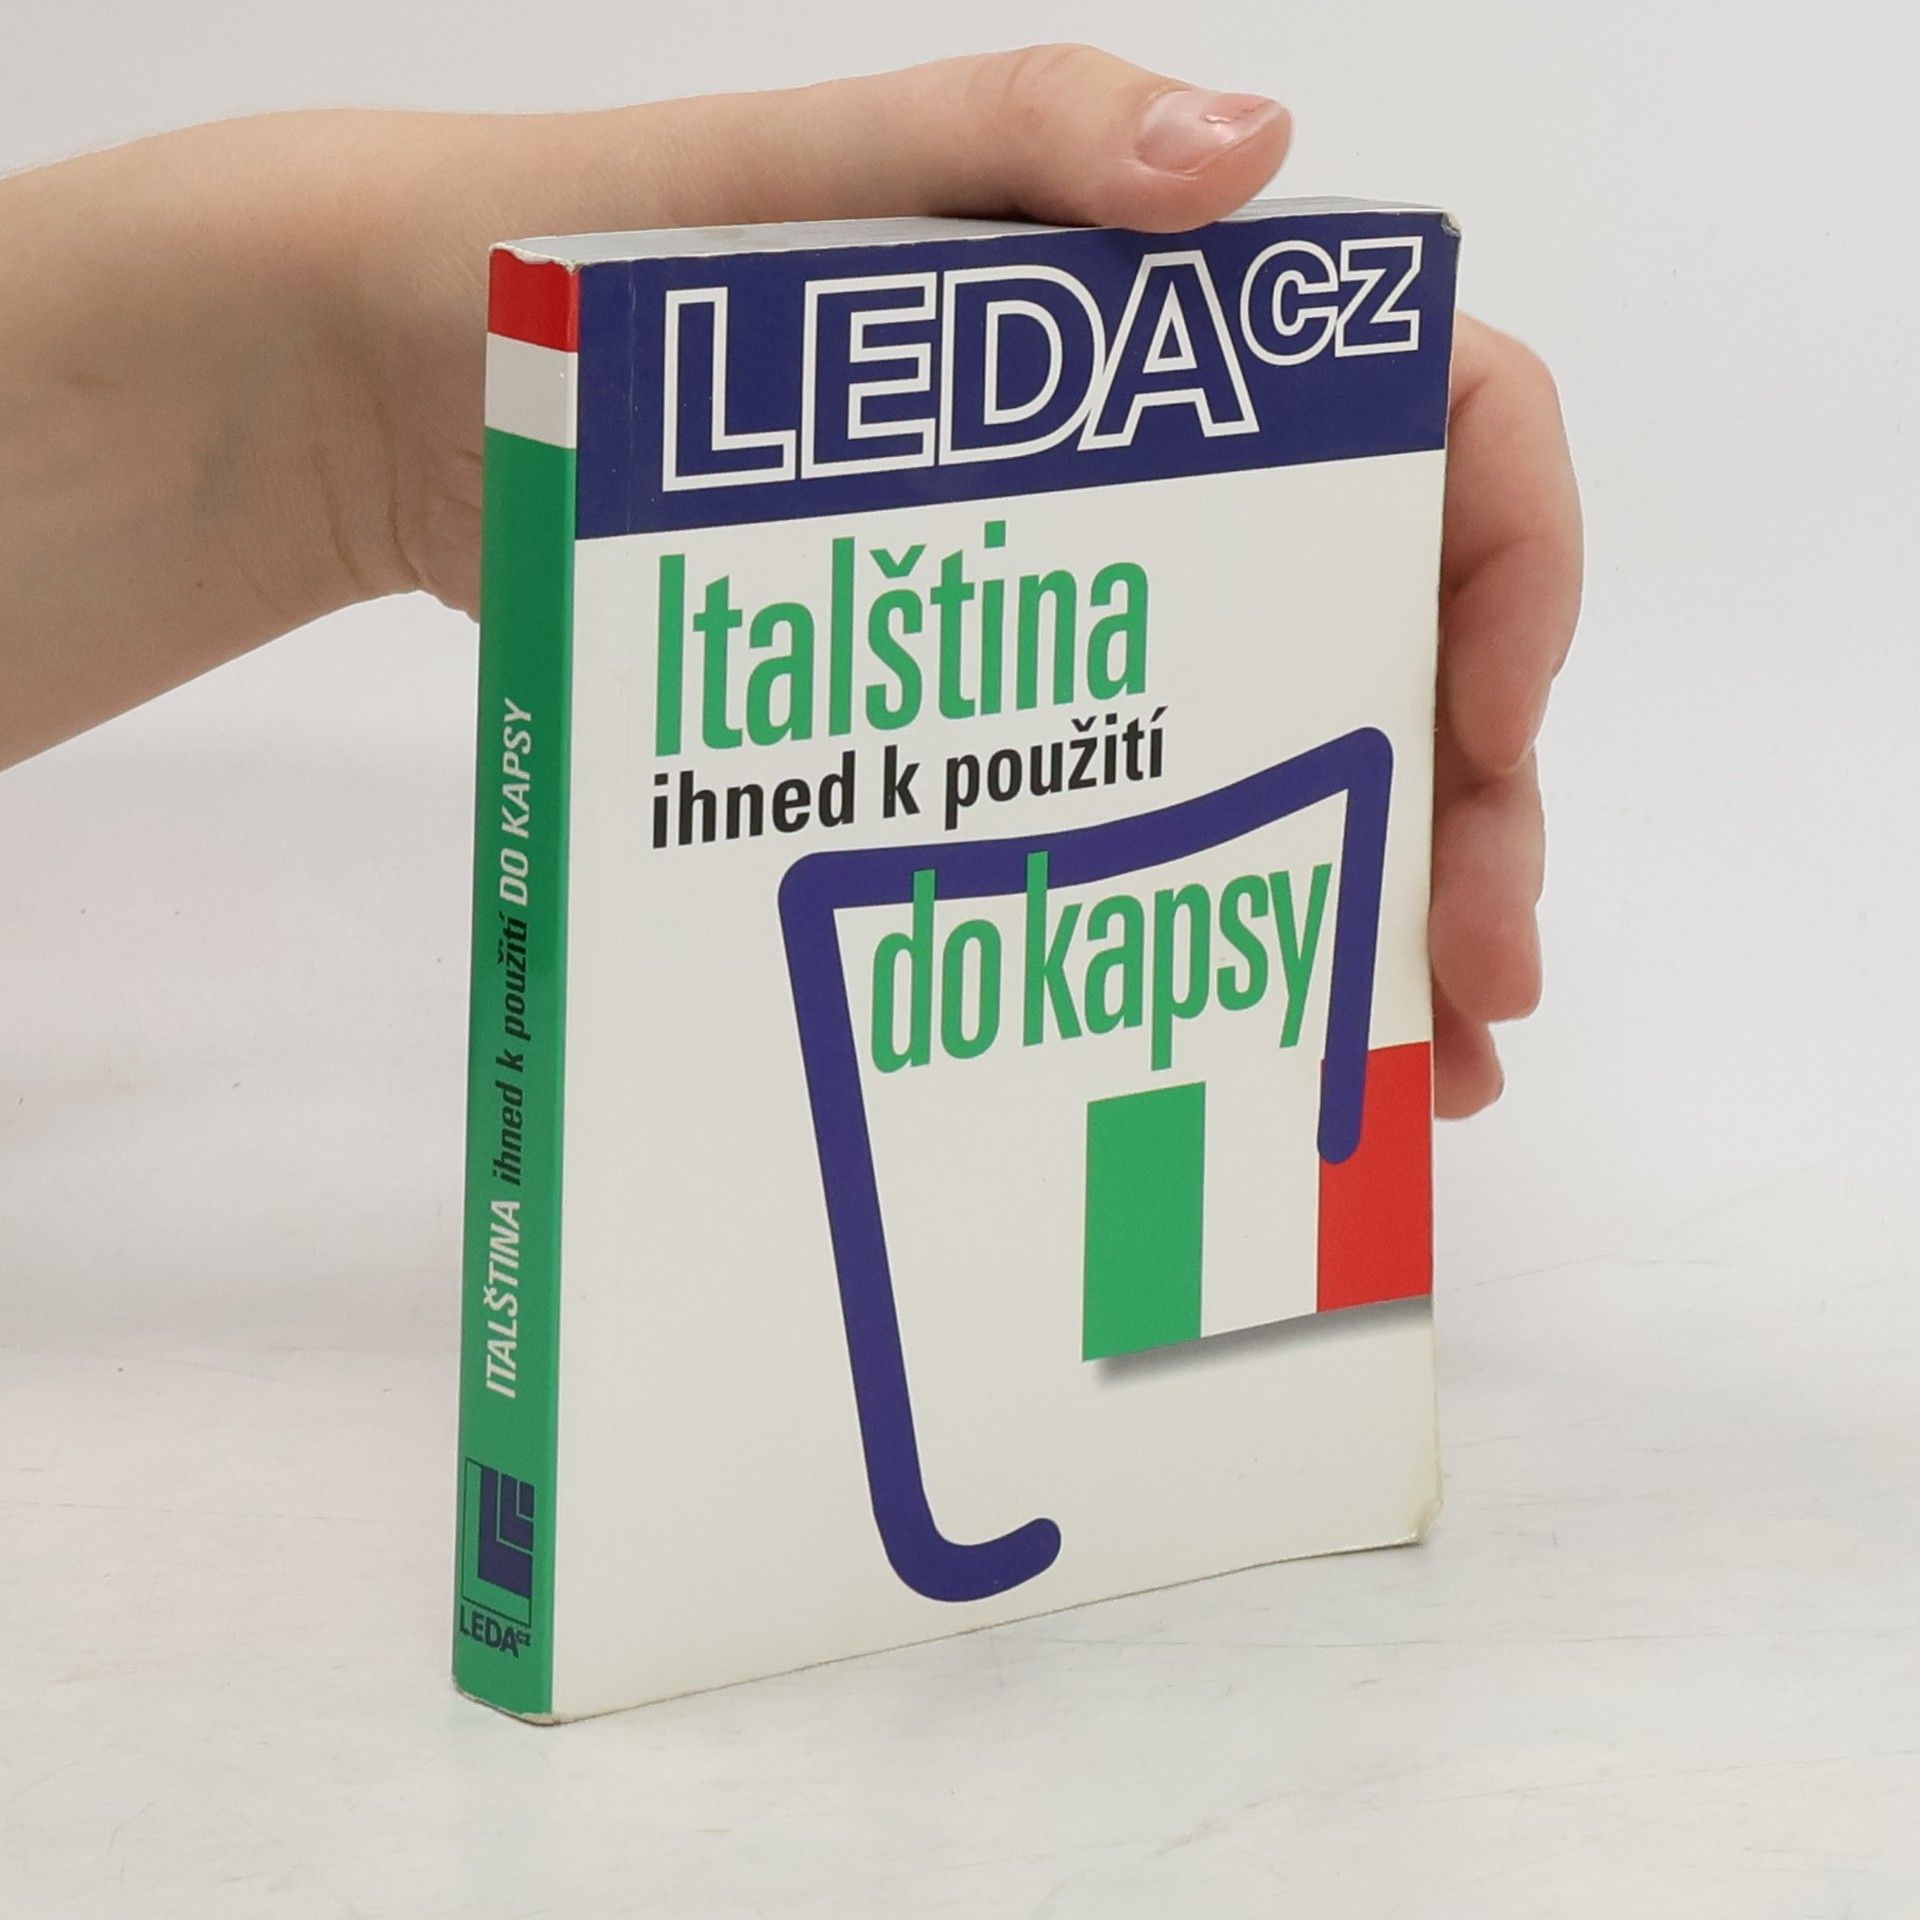 LEDA CZ
Italština
ihned k použití
do kapsy
ITALŠTINA ihned k použití DO KAPSY
LEDA CZ